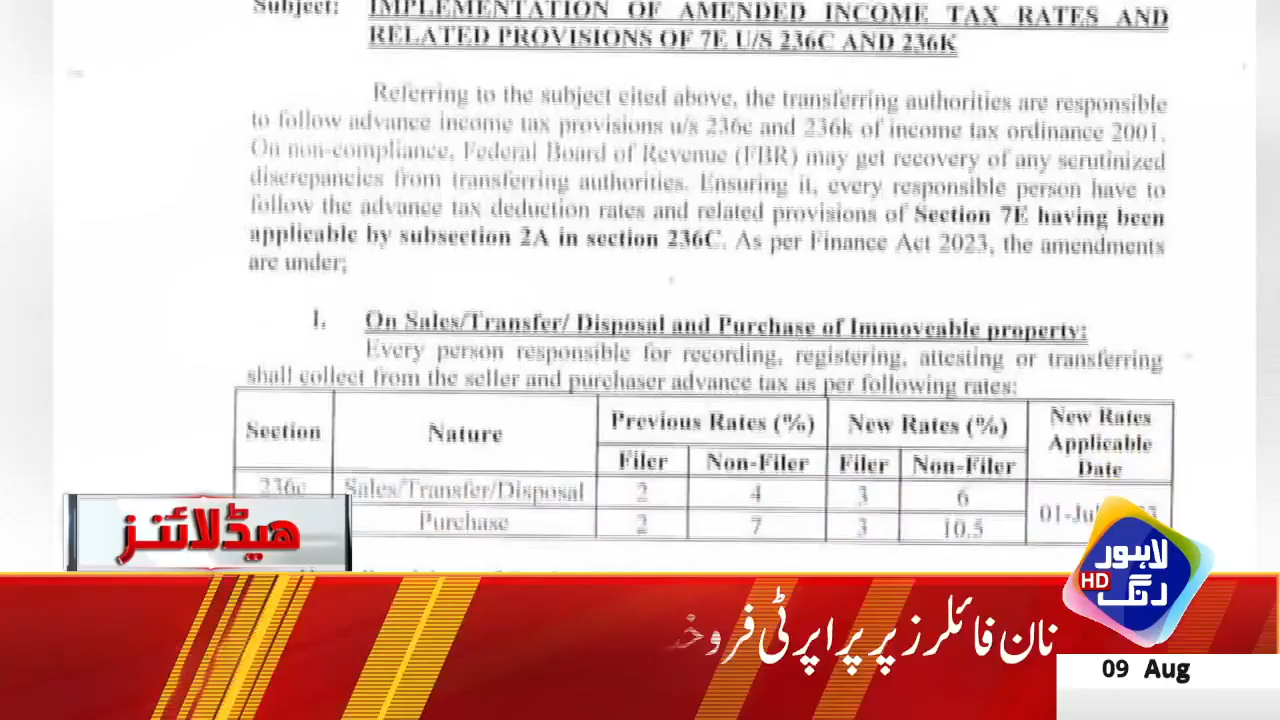 Subject: IMPLEMENTATION OF AMENDED INCOME TAX RATES AND
RELATED PROVISIONS OF 7E U/S 236C AND 236K
Referring to the subject cited above, the transferring authorities are responsible
to follow advance income tax provisions u/s 236c and 236k of income tax ordinance 2001.
On non-compliance, Federal Board of Revenue (FBR) may get recovery of any scrutinized
discrepancies from transferring authorities. Ensuring it, every responsible person have to
follow the advance tax deduction rates and related provisions of Section 7E having been
applicable by subsection 2A in section 236C. As per Finance Act 2023, the amendments
are under;
I. On Sales/Transfer/ Disposal and Purchase of Immoveable property:
Every person responsible for recording, registering, attesting or transferring
shall collect from the seller and purchaser advance tax as per following rates:
Section Nature Previous Rates (%) New Rates (%) New Rates Applicable Date
Filer Non-Filer Filer Non-Filer
236c Sales/Transfer/Disposal 2 4 3 6
Purchase 2 7 3 10.5
ہیڈلائنز
لاہور
HD رنگ
نان فائلرز پر پراپرٹی
09 Aug